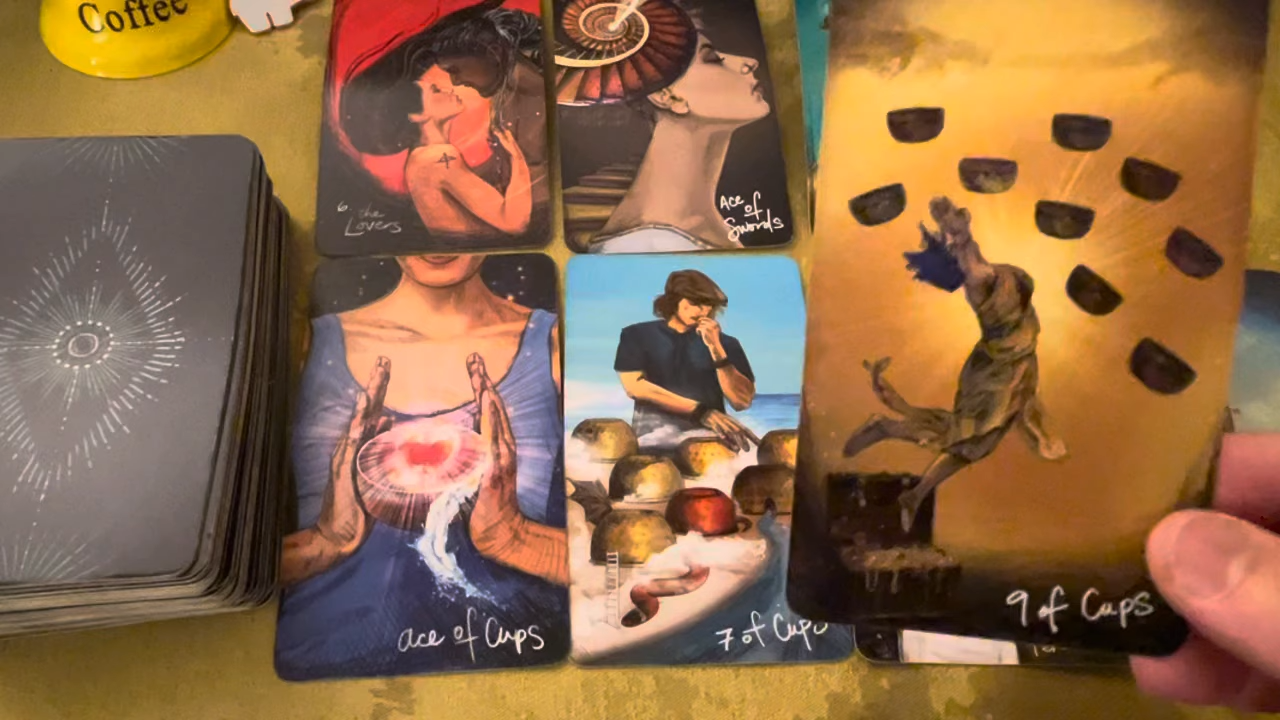 Coffee
6 the
Lovers
Ace
of
Swords
ace of Cups
7 of Cups
9 of Cups